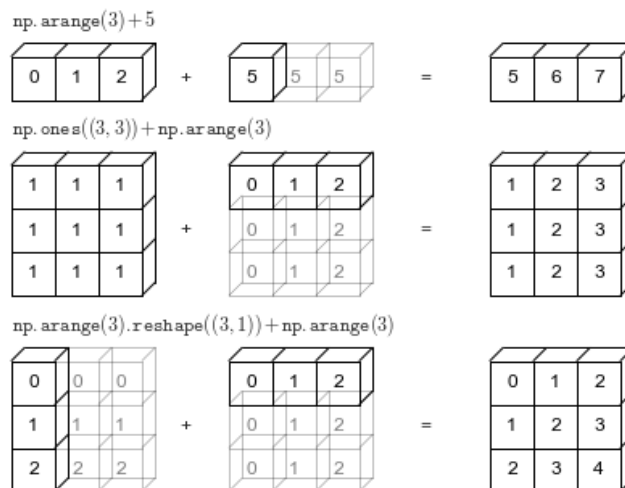 np.arange(3)+5
0 1 2 + 5 5 5 = 5 6 7
np.ones((3,3))+np.arange(3)
1 1 1 0 1 2 1 2 3
1 1 1 + 0 1 2 = 1 2 3
1 1 1 0 1 2 1 2 3
np.arange(3).reshape((3,1))+np.arange(3)
0 0 0 0 1 2 0 1 2
1 1 1 + 0 1 2 = 1 2 3
2 2 2 0 1 2 2 3 4